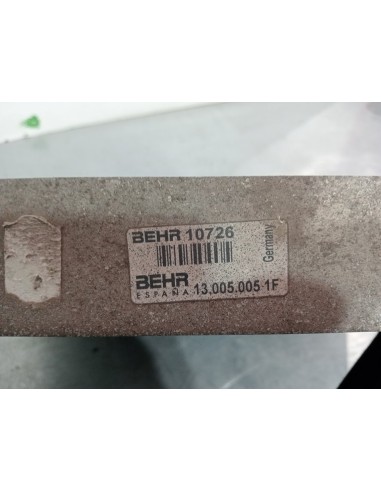 BEHR 10726
Germany
BEHR
ESPAÑA 13.005.005 1F